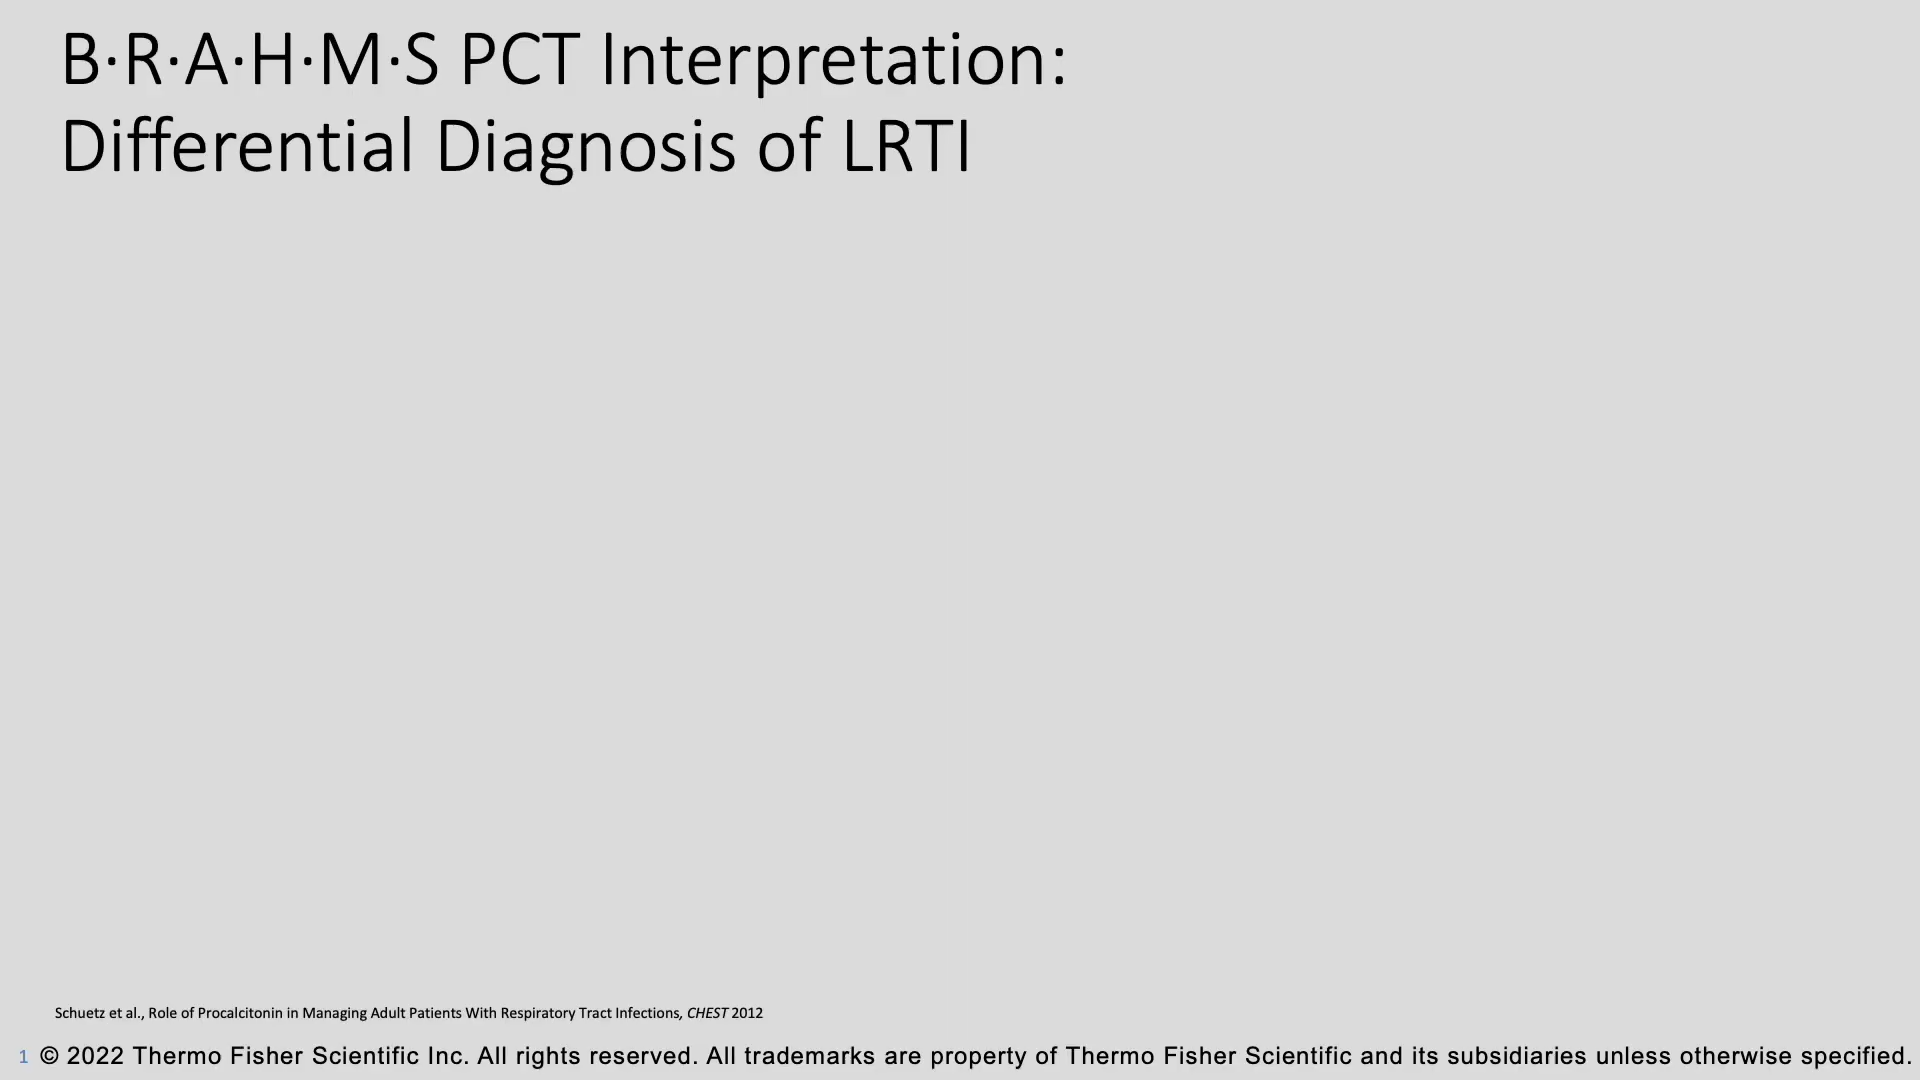 B·R·A·H·M·S PCT Interpretation:
Differential Diagnosis of LRTI
Schuetz et al., Role of Procalcitonin in Managing Adult Patients With Respiratory Tract Infections, CHEST 2012
1 © 2022 Thermo Fisher Scientific Inc. All rights reserved. All trademarks are property of Thermo Fisher Scientific and its subsidiaries unless otherwise specified.